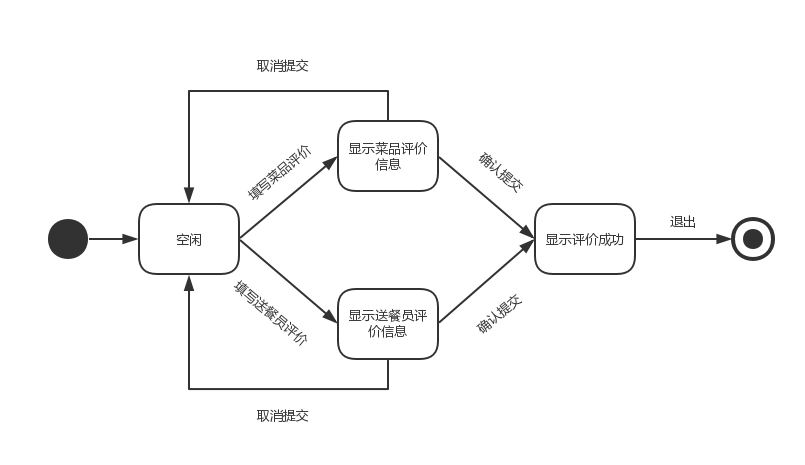 取消提交
填写菜品评价
显示菜品评价
信息
确认提交
空闲
显示评价成功
退出
填写送餐员评价
显示送餐员评
价信息
确认提交
取消提交